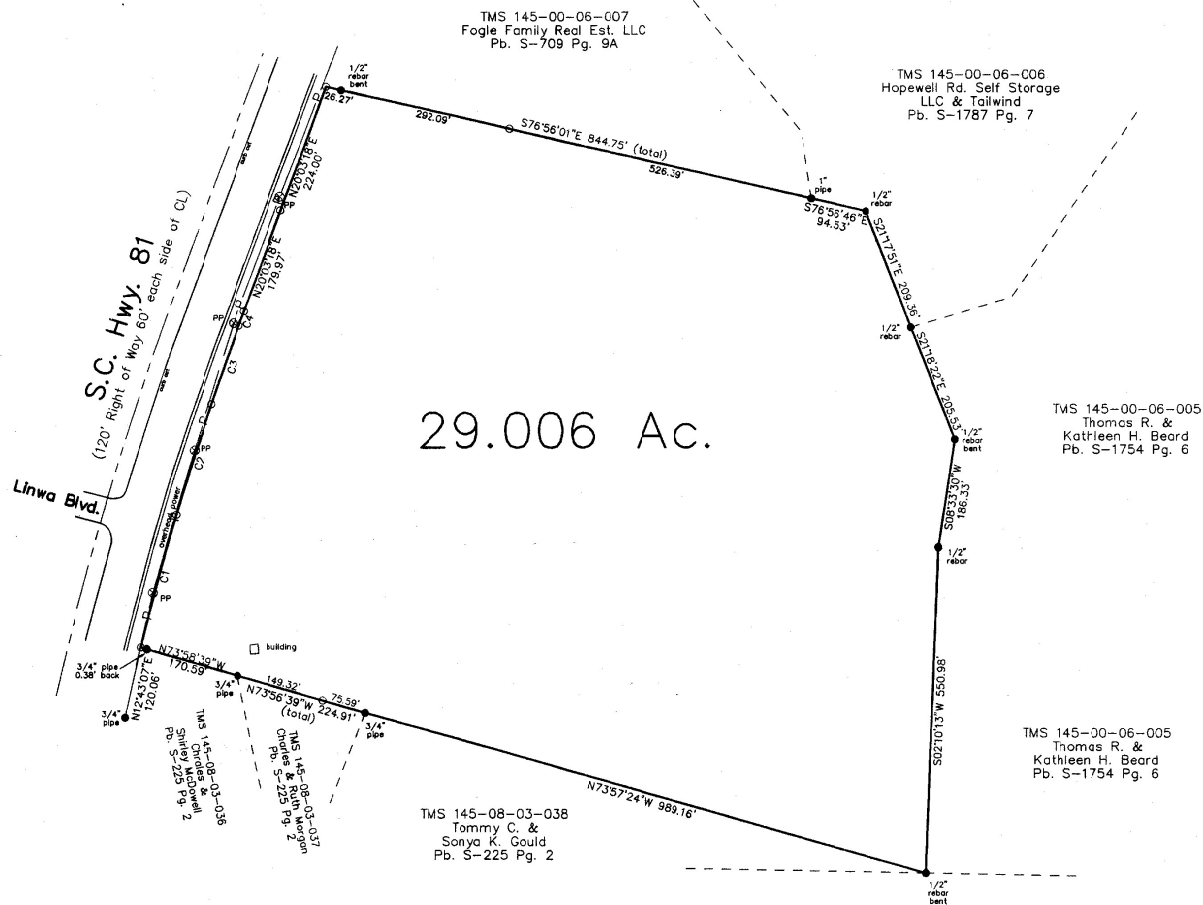 TMS 145-00-06-007
Fogle Family Real Est. LLC
Pb. S-709 Pg. 9A
TMS 145-00-06-006
Hopewell Rd. Self Storage
LLC & Tailwind
Pb. S-1787 Pg. 7
1/2"
rebar
bent
26.27'
292.09'
S76°56'01"E 844.75' (total)
526.39'
1"
pipe
1/2"
rebar
S76°56'46"E
94.53'
S21°17'51"E 209.36'
1/2"
rebar
S21°18'22"E 205.53'
1/2"
rebar
bent
TMS 145-00-06-005
Thomas R. &
Kathleen H. Beard
Pb. S-1754 Pg. 6
S08°33'30"W
186.33'
1/2"
rebar
S02°10'13"W 550.98'
TMS 145-00-06-005
Thomas R. &
Kathleen H. Beard
Pb. S-1754 Pg. 6
1/2"
rebar
bent
N20°03'18"E
224.00'
PP
N20°03'18"E
179.97'
PP
C4
C3
PP
C2
C1
PP
overhead power
S.C. Hwy. 81
(120' Right of Way 60' each side of CL)
curb cut
curb cut
Linwa Blvd.
29.006 Ac.
3/4" pipe
0.38' back
N12°43'07"E
120.06'
3/4"
pipe
N73°58'39"W
170.59'
building
3/4"
pipe
149.32'
75.59'
N73°56'39"W 224.91'
(total)
3/4"
pipe
N73°57'24"W 989.16'
TMS 145-08-03-036
Chrales &
Shirley McDowell
Pb. S-225 Pg. 2
TMS 145-08-03-037
Charles & Ruth Morgan
Pb. S-225 Pg. 2
TMS 145-08-03-038
Tommy C. &
Sonya K. Gould
Pb. S-225 Pg. 2